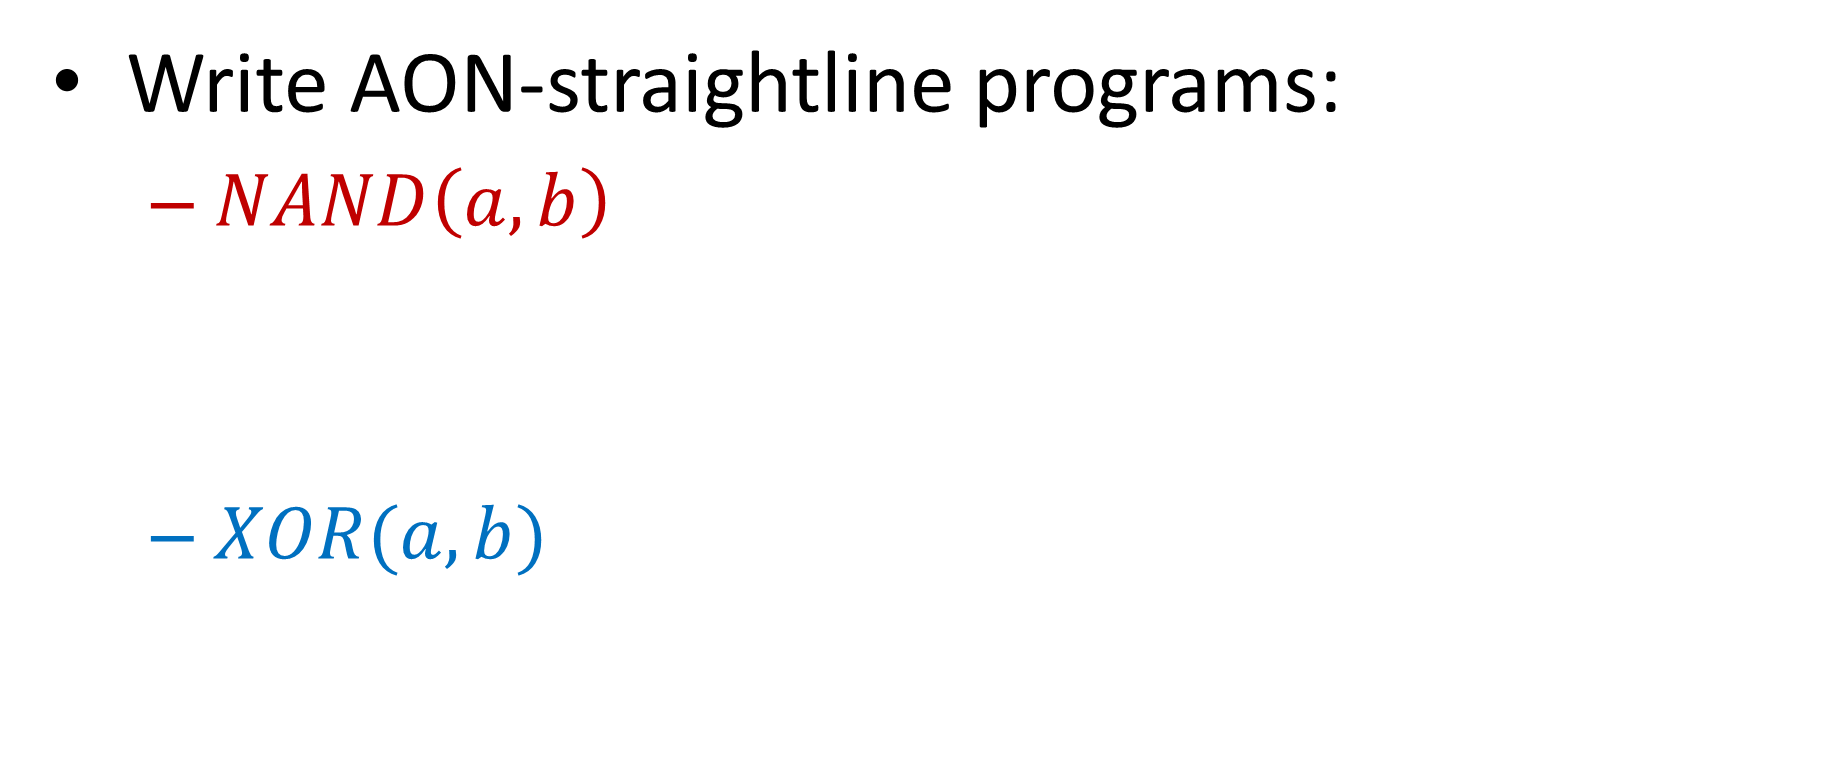 • Write AON-straightline programs:
– NAND(a, b)
– XOR(a, b)